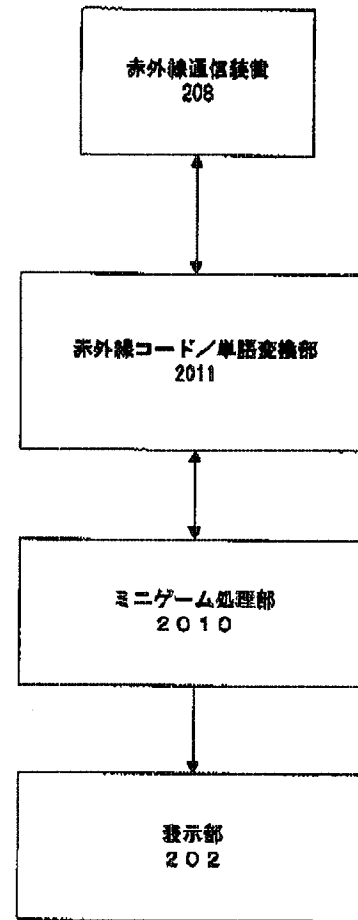 赤外線通信装置
208
赤外線コード／単語変換部
2011
ミニゲーム処理部
２０１０
表示部
２０２